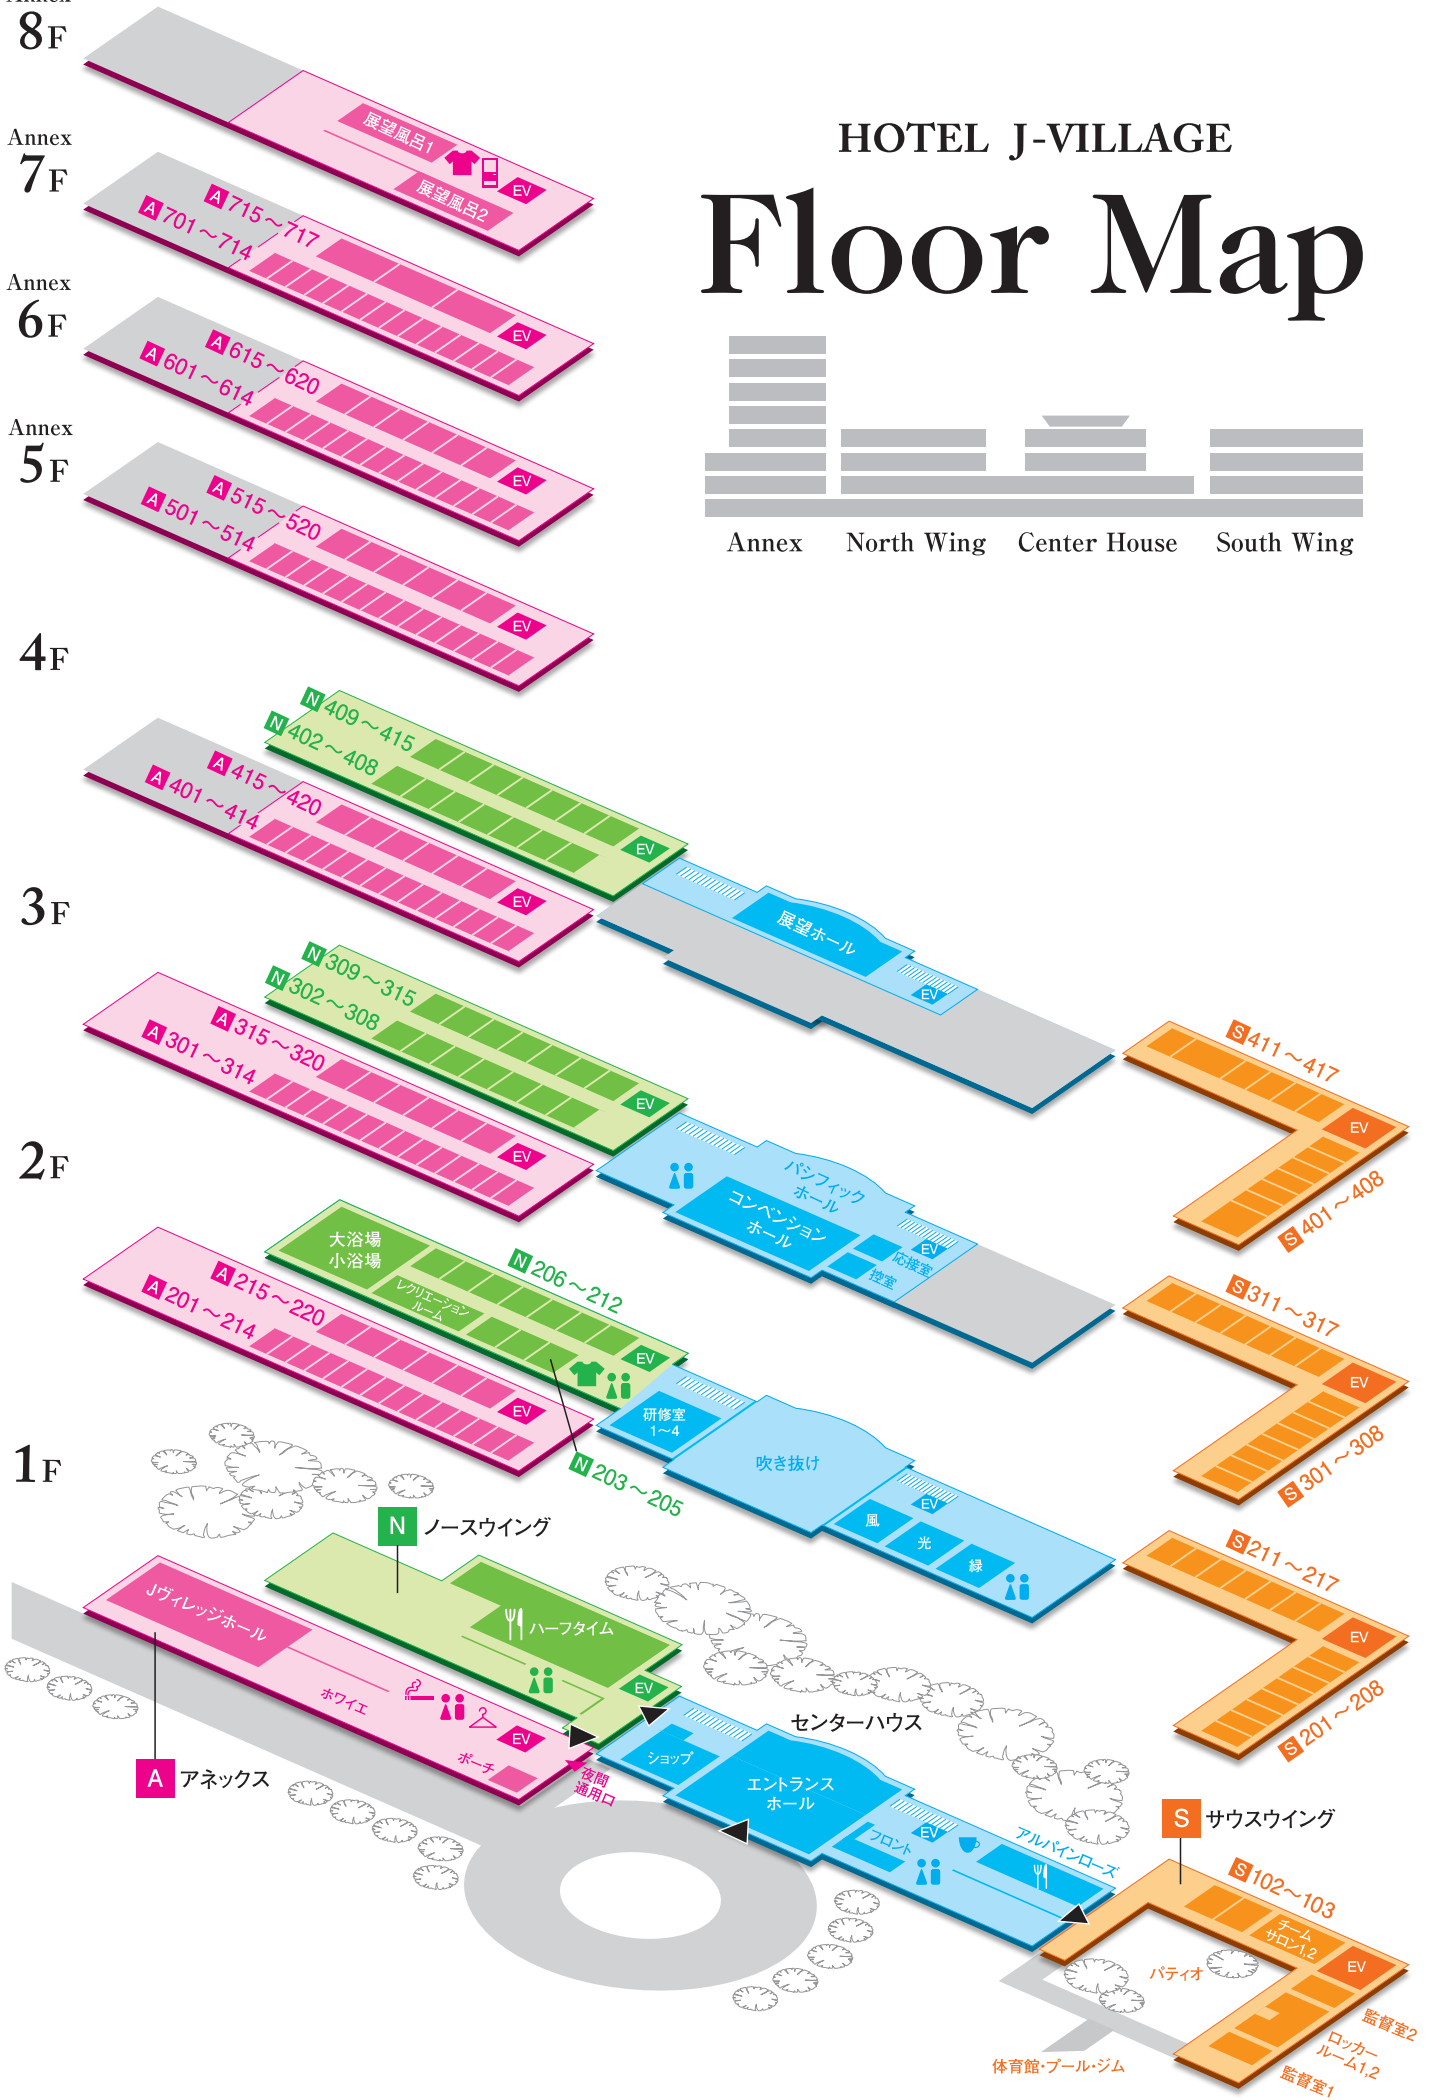 Annex
8F
展望風呂1
展望風呂2
EV
HOTEL J-VILLAGE
Floor Map
Annex
North Wing
Center House
South Wing
Annex
7F
A 715〜717
A 701〜714
EV
Annex
6F
A 615〜620
A 601〜614
EV
Annex
5F
A 515〜520
A 501〜514
EV
4F
N 409〜415
N 402〜408
EV
A 415〜420
A 401〜414
EV
展望ホール
EV
S 411〜417
EV
S 401〜408
3F
N 309〜315
N 302〜308
EV
A 315〜320
A 301〜314
EV
パシフィック
ホール
コンベンション
ホール
EV
応接室
控室
S 311〜317
EV
S 301〜308
2F
大浴場
小浴場
レクリエーション
ルーム
N 206〜212
EV
N 203〜205
A 215〜220
A 201〜214
EV
研修室
1〜4
吹き抜け
EV
風
光
緑
S 211〜217
EV
S 201〜208
1F
N ノースウイング
ハーフタイム
EV
Jヴィレッジホール
ホワイエ
EV
ポーチ
夜間
通用口
A アネックス
センターハウス
ショップ
エントランス
ホール
フロント
EV
アルパインローズ
S サウスウイング
S 102〜103
チーム
サロン1,2
EV
パティオ
監督室2
ロッカー
ルーム1,2
監督室1
体育館・プール・ジム